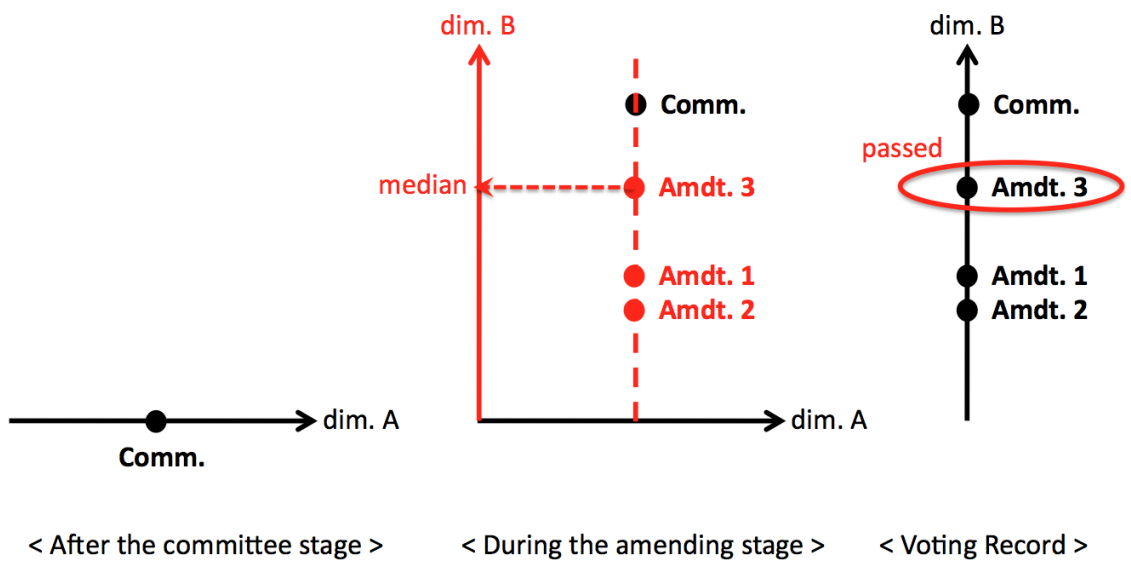 dim. A
Comm.
< After the committee stage >
dim. B
Comm.
median
Amdt. 3
Amdt. 1
Amdt. 2
dim. A
< During the amending stage >
dim. B
Comm.
passed
Amdt. 3
Amdt. 1
Amdt. 2
< Voting Record >